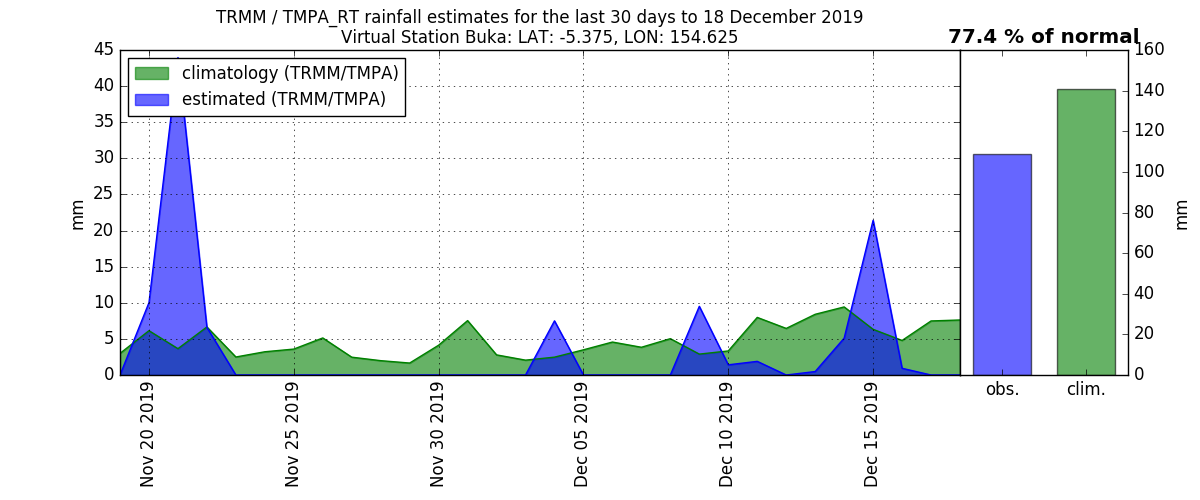 TRMM / TMPA_RT rainfall estimates for the last 30 days to 18 December 2019
Virtual Station Buka: LAT: -5.375, LON: 154.625
77.4 % of normal
climatology (TRMM/TMPA)
estimated (TRMM/TMPA)
45
40
35
30
25
20
15
10
5
0
mm
Nov 20 2019
Nov 25 2019
Nov 30 2019
Dec 05 2019
Dec 10 2019
Dec 15 2019
160
140
120
100
80
60
40
20
0
mm
obs.
clim.